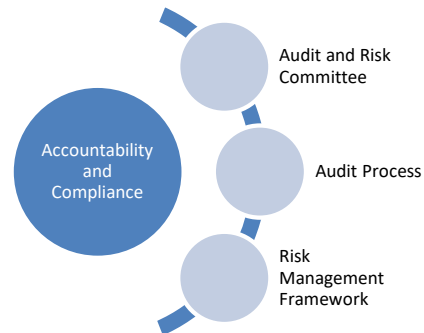 Accountability
and
Compliance
Audit and Risk
Committee
Audit Process
Risk
Management
Framework